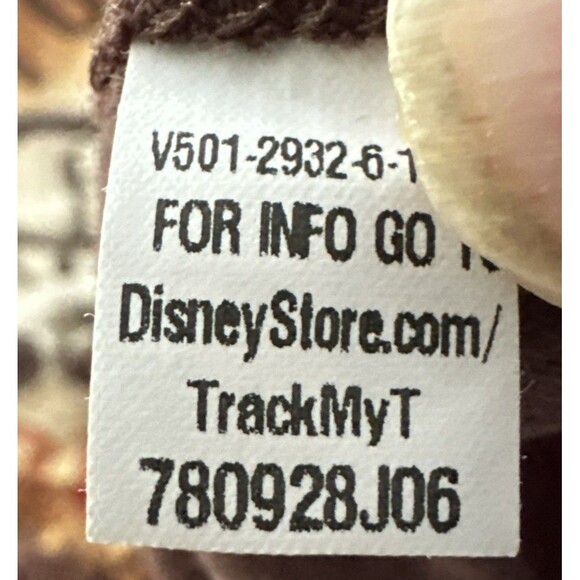 V501-2932-6-1
FOR INFO GO
DisneyStore.com/
TrackMyT
780928J06